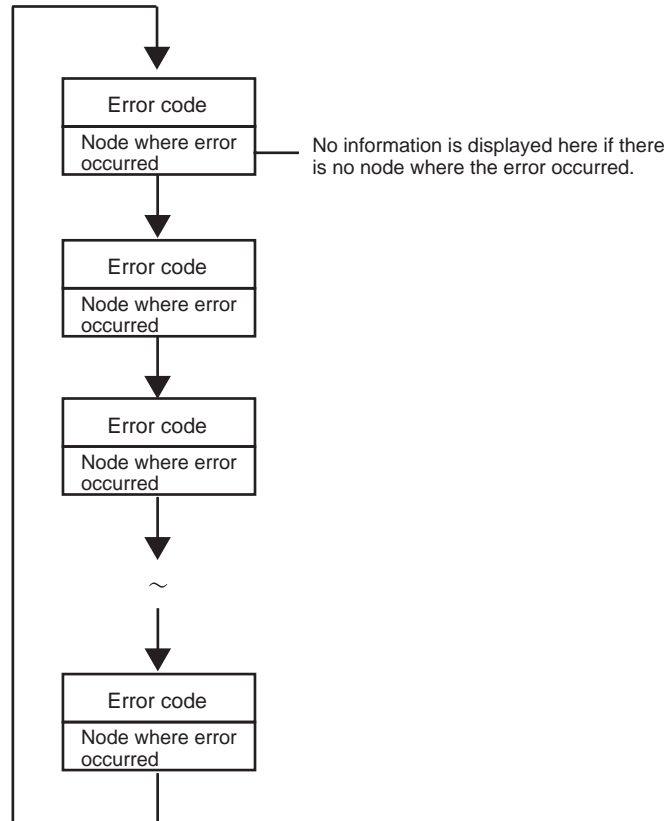 Error code
Node where error
occurred
No information is displayed here if there
is no node where the error occurred.
Error code
Node where error
occurred
Error code
Node where error
occurred
~
Error code
Node where error
occurred